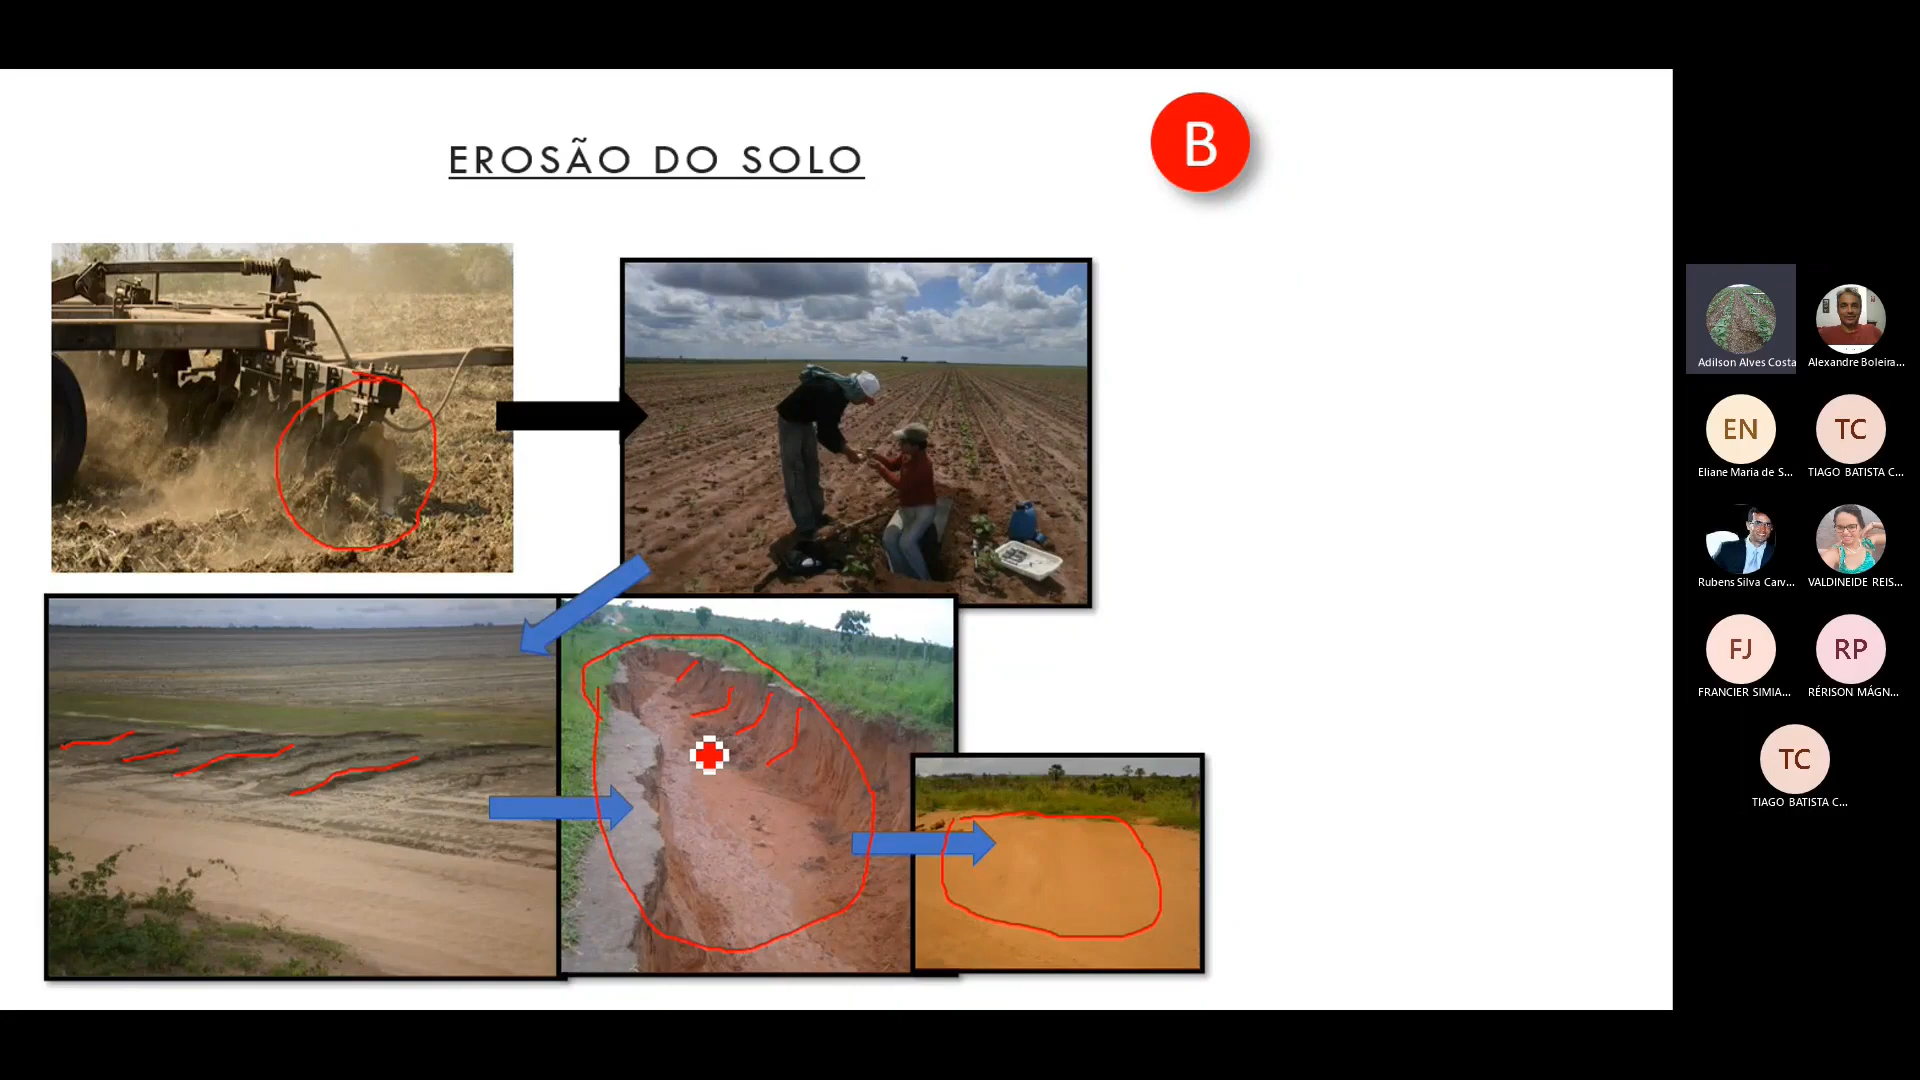 EROSÃO DO SOLO
B
Adilson Alves Costa
Alexandre Boleira...
EN
TC
Eliane Maria de S...
TIAGO BATISTA C...
Rubens Silva Carv...
VALDINEIDE REIS...
FJ
RP
FRANCIER SIMIA...
RÉRISON MÁGN...
TC
TIAGO BATISTA C...